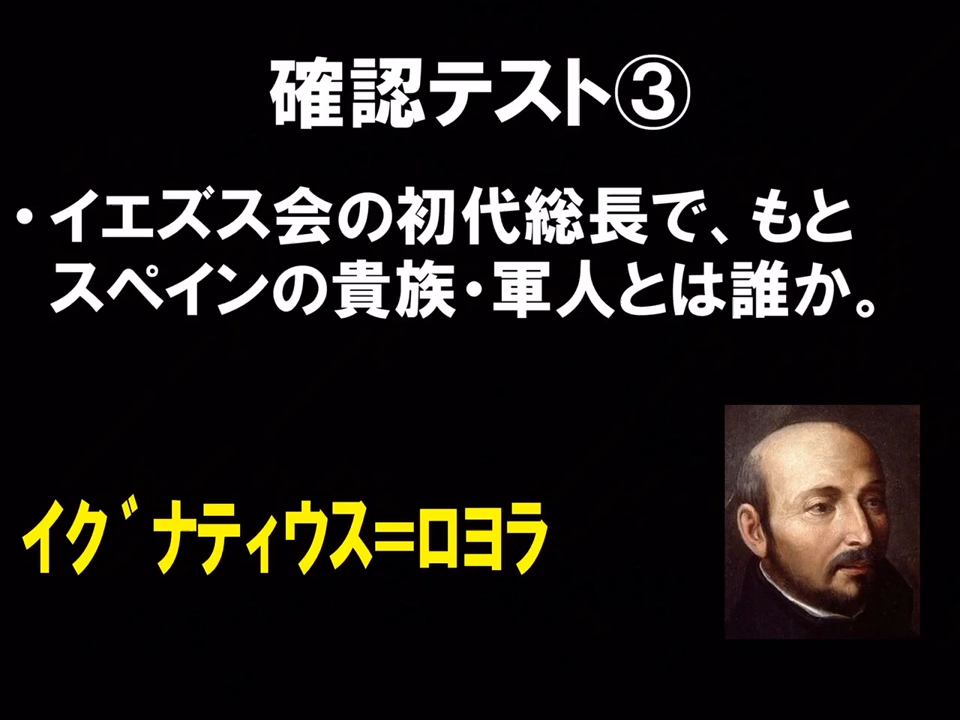 確認テスト③
・イエズス会の初代総長で、もと
スペインの貴族・軍人とは誰か。
イグナティウス=ロヨラ